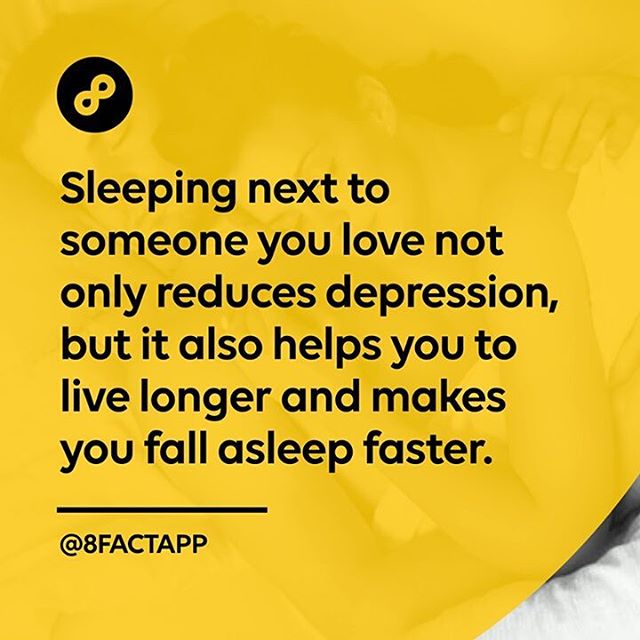 Sleeping next to
someone you love not
only reduces depression,
but it also helps you to
live longer and makes
you fall asleep faster.
@8FACTAPP